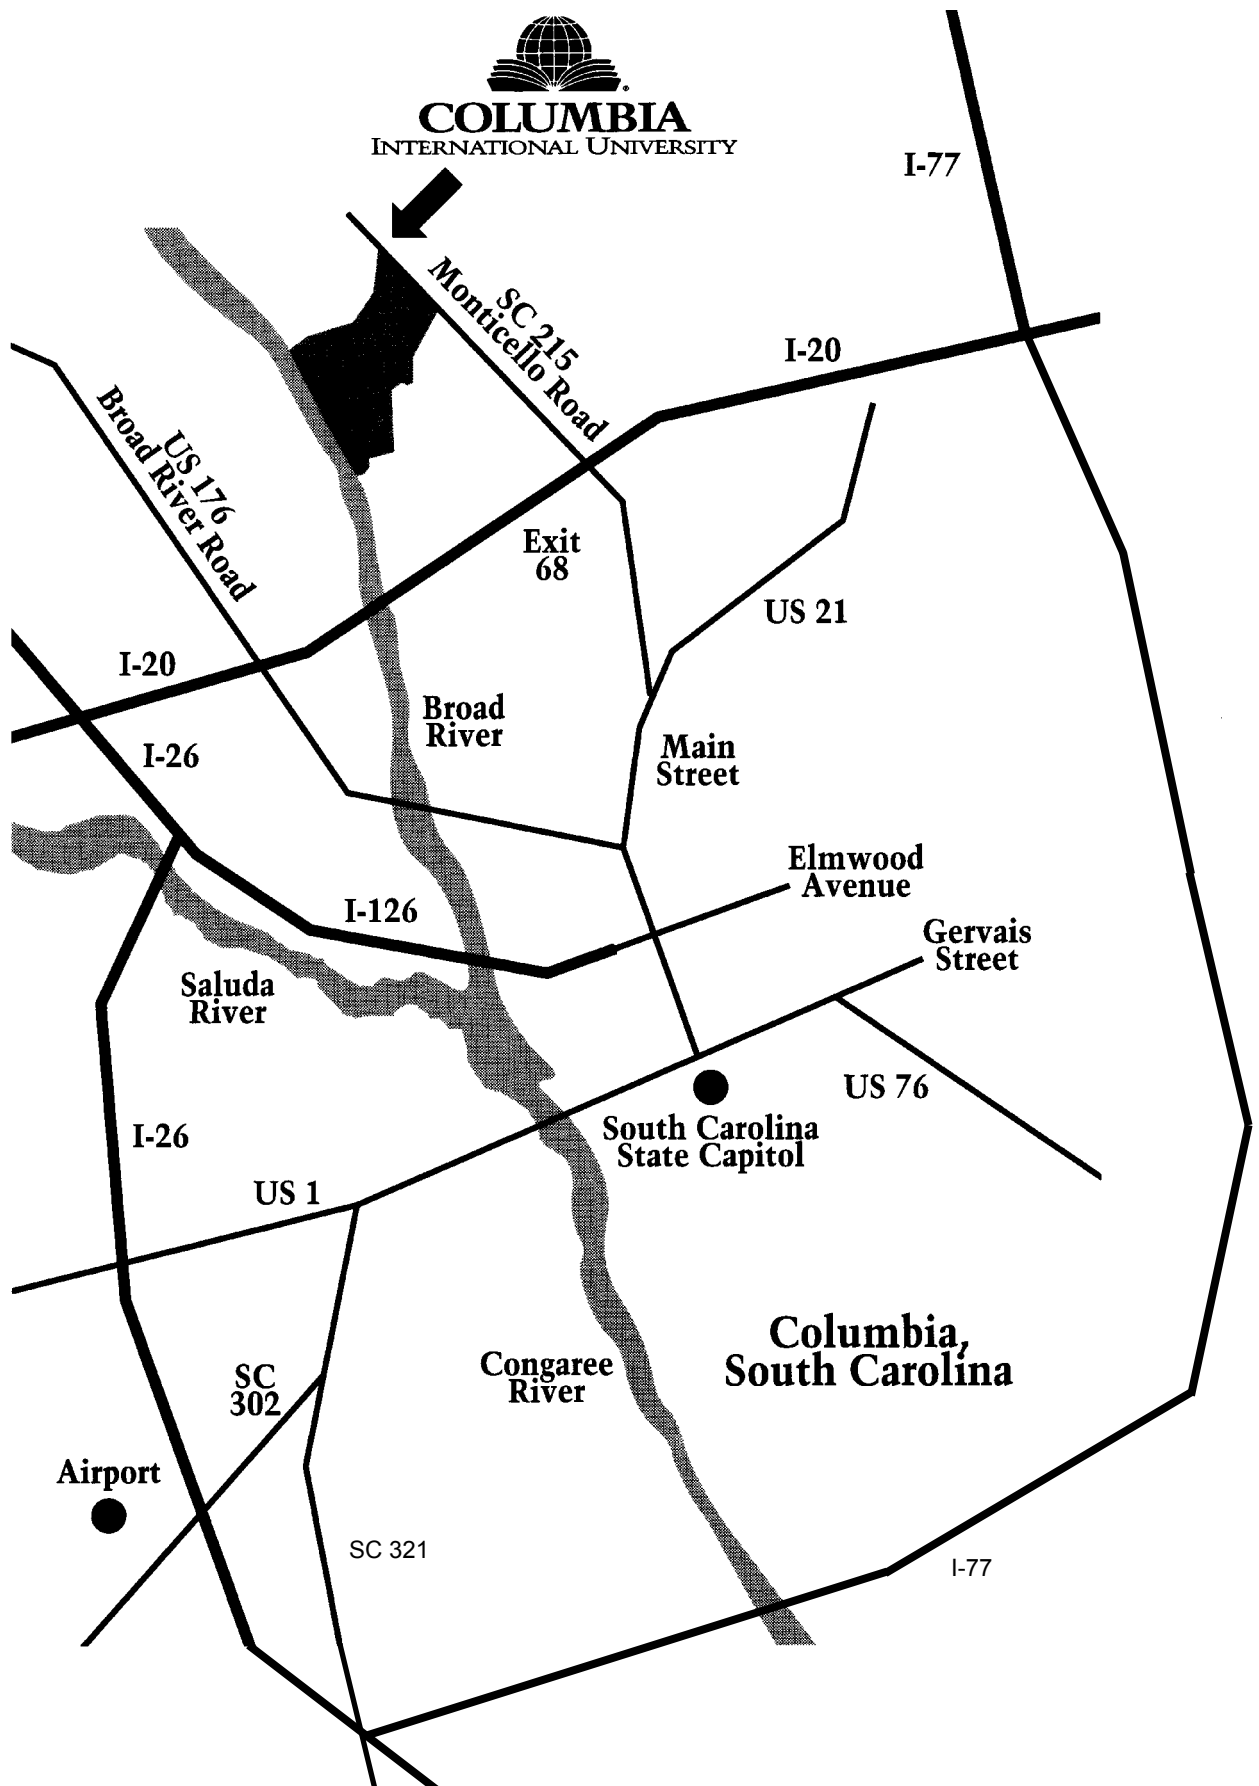 COLUMBIA
INTERNATIONAL UNIVERSITY
I-77
SC 215
Monticello Road
I-20
US 176
Broad River Road
Exit
68
US 21
I-20
Broad
River
I-26
Main
Street
Elmwood
Avenue
I-126
Gervais
Street
Saluda
River
US 76
South Carolina
State Capitol
I-26
US 1
Columbia,
South Carolina
Congaree
River
SC
302
Airport
SC 321
I-77